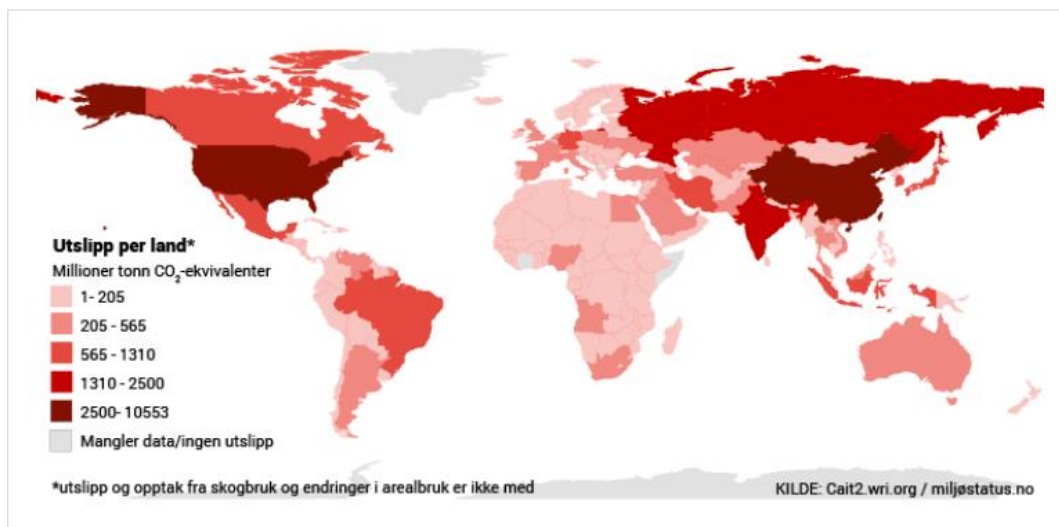 Utslipp per land*
Millioner tonn CO₂-ekvivalenter
1- 205
205 - 565
565 - 1310
1310 - 2500
2500- 10553
Mangler data/ingen utslipp
*utslipp og opptak fra skogbruk og endringer i arealbruk er ikke med
KILDE: Cait2.wri.org / miljøstatus.no